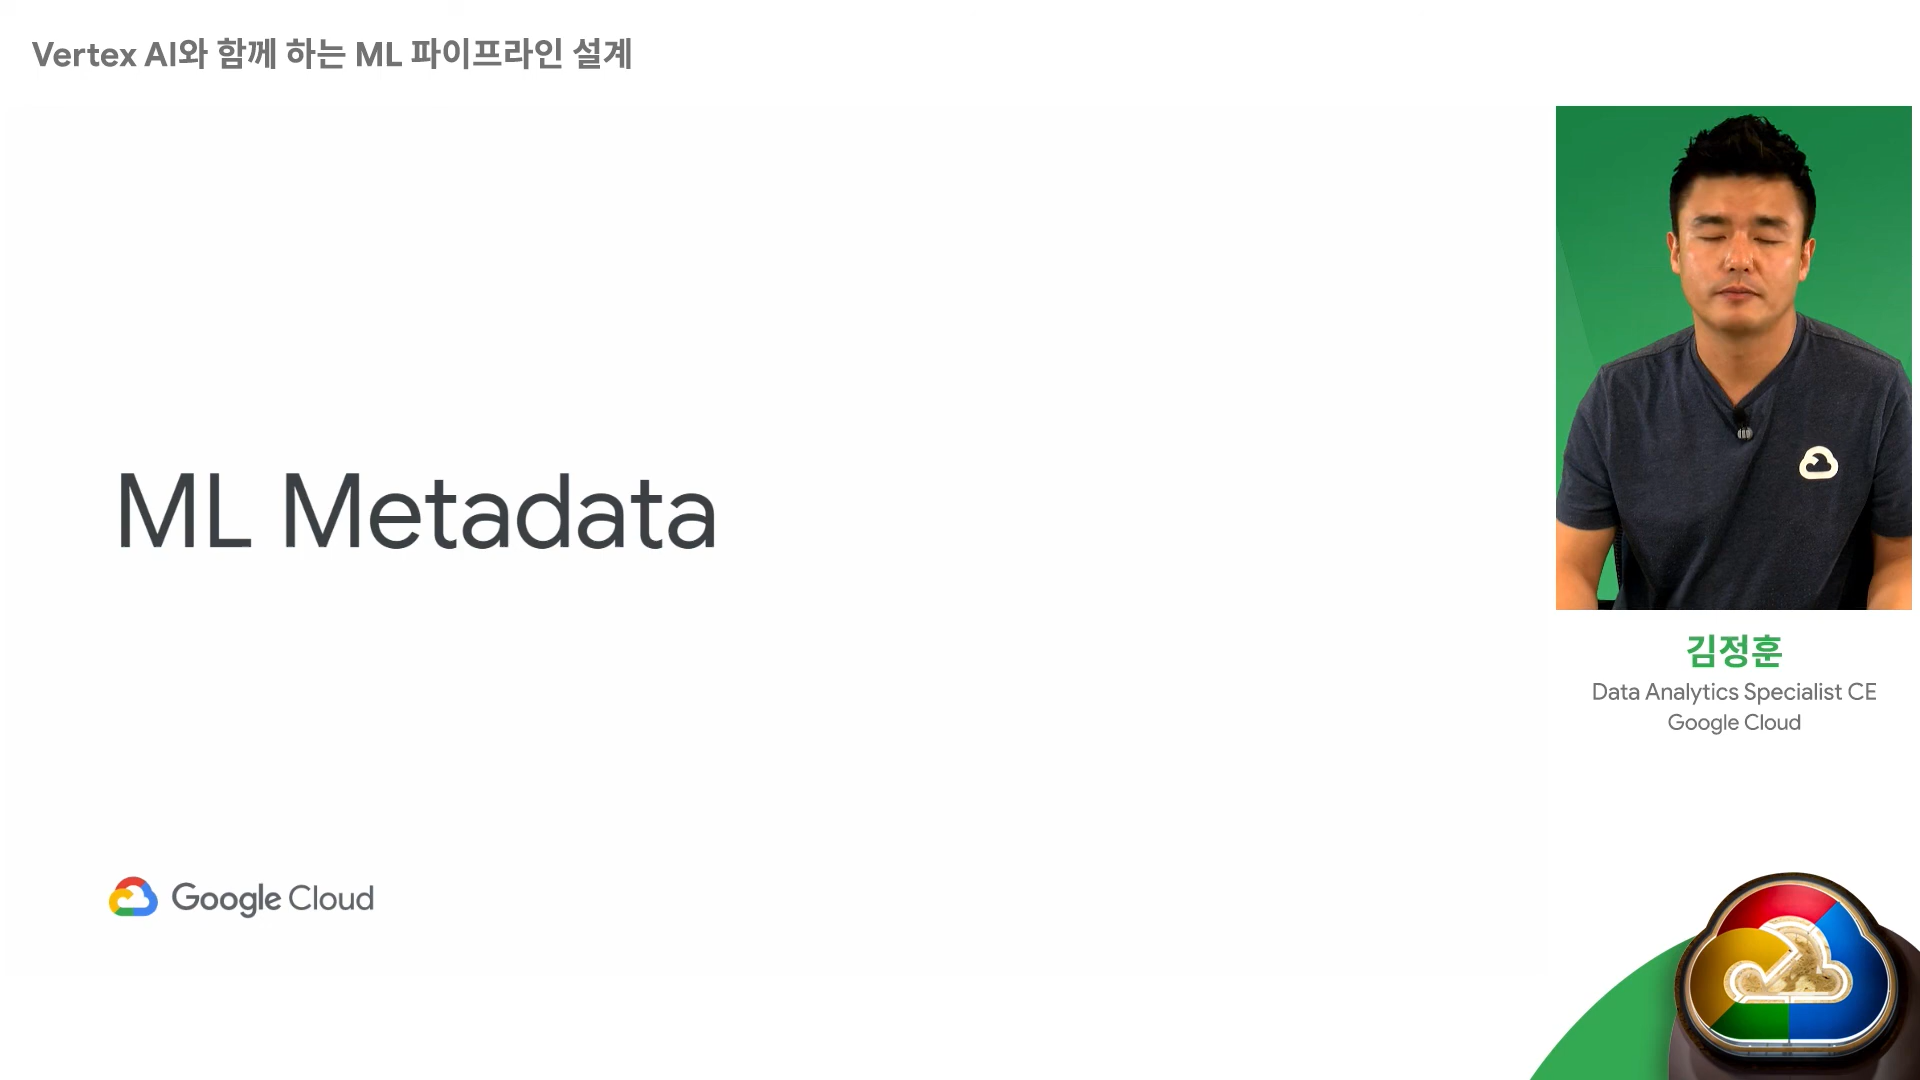 Vertex AI와 함께 하는 ML 파이프라인 설계
ML Metadata
김정훈
Data Analytics Specialist CE
Google Cloud
Google Cloud